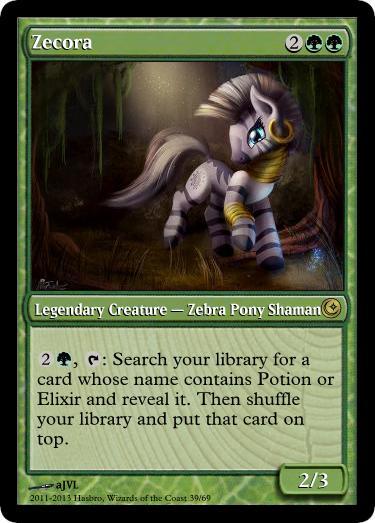 Zecora 2
Legendary Creature — Zebra Pony Shaman
2 , : Search your library for a
card whose name contains Potion or
Elixir and reveal it. Then shuffle
your library and put that card on
top.
2/3
aJVL
2011-2013 Hasbro, Wizards of the Coast 39/69